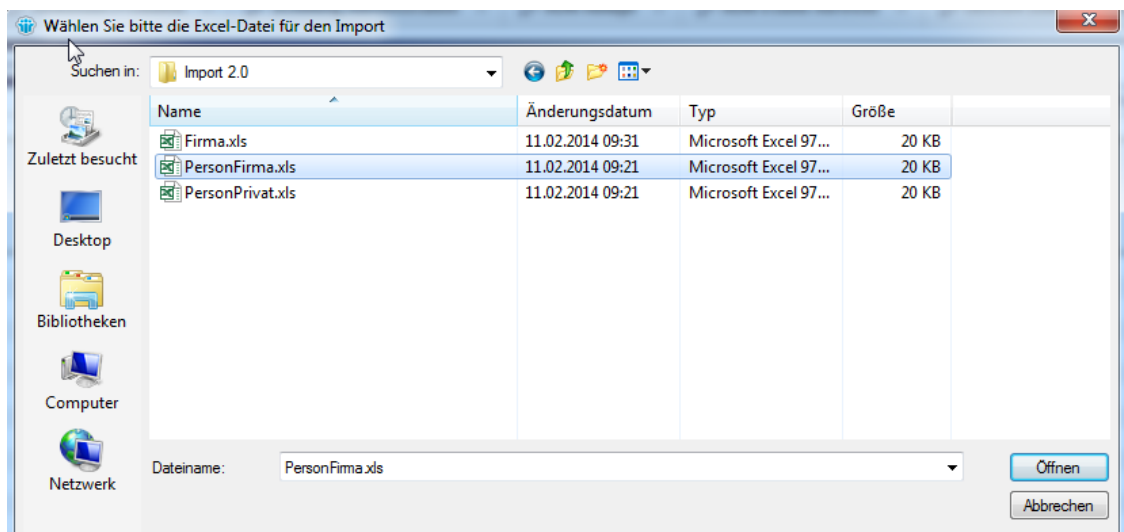 Wählen Sie bitte die Excel-Datei für den Import
Suchen in: Import 2.0
Name Änderungsdatum Typ Größe
Firma.xls 11.02.2014 09:31 Microsoft Excel 97... 20 KB
PersonFirma.xls 11.02.2014 09:21 Microsoft Excel 97... 20 KB
PersonPrivat.xls 11.02.2014 09:21 Microsoft Excel 97... 20 KB
Zuletzt besucht
Desktop
Bibliotheken
Computer
Netzwerk
Dateiname: PersonFirma.xls Öffnen
Abbrechen